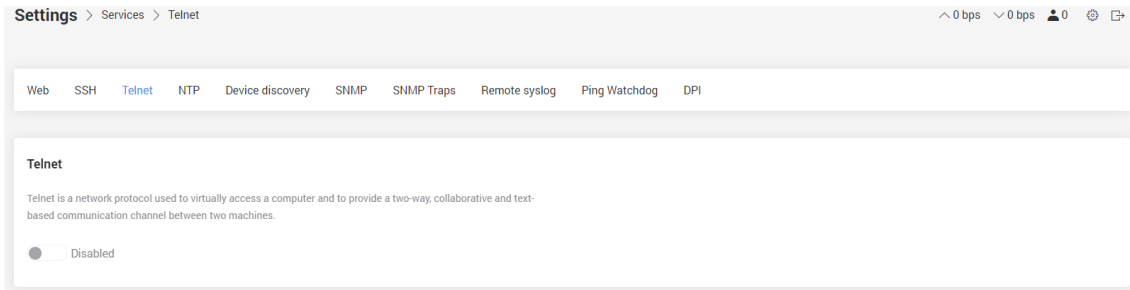 Settings > Services > Telnet 0 bps 0 bps 0
Web SSH Telnet NTP Device discovery SNMP SNMP Traps Remote syslog Ping Watchdog DPI
Telnet
Telnet is a network protocol used to virtually access a computer and to provide a two-way, collaborative and text-
based communication channel between two machines.
Disabled